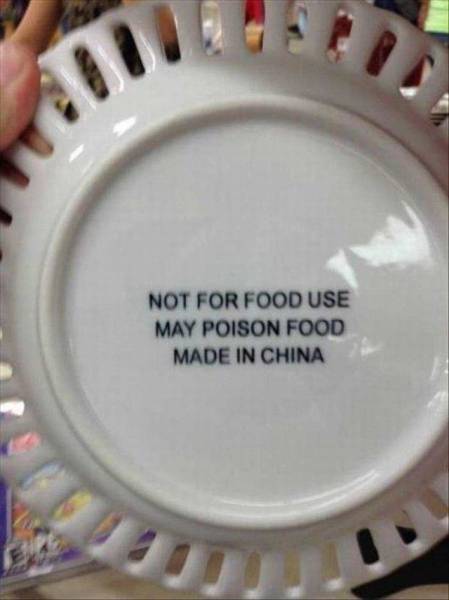 NOT FOR FOOD USE
MAY POISON FOOD
MADE IN CHINA